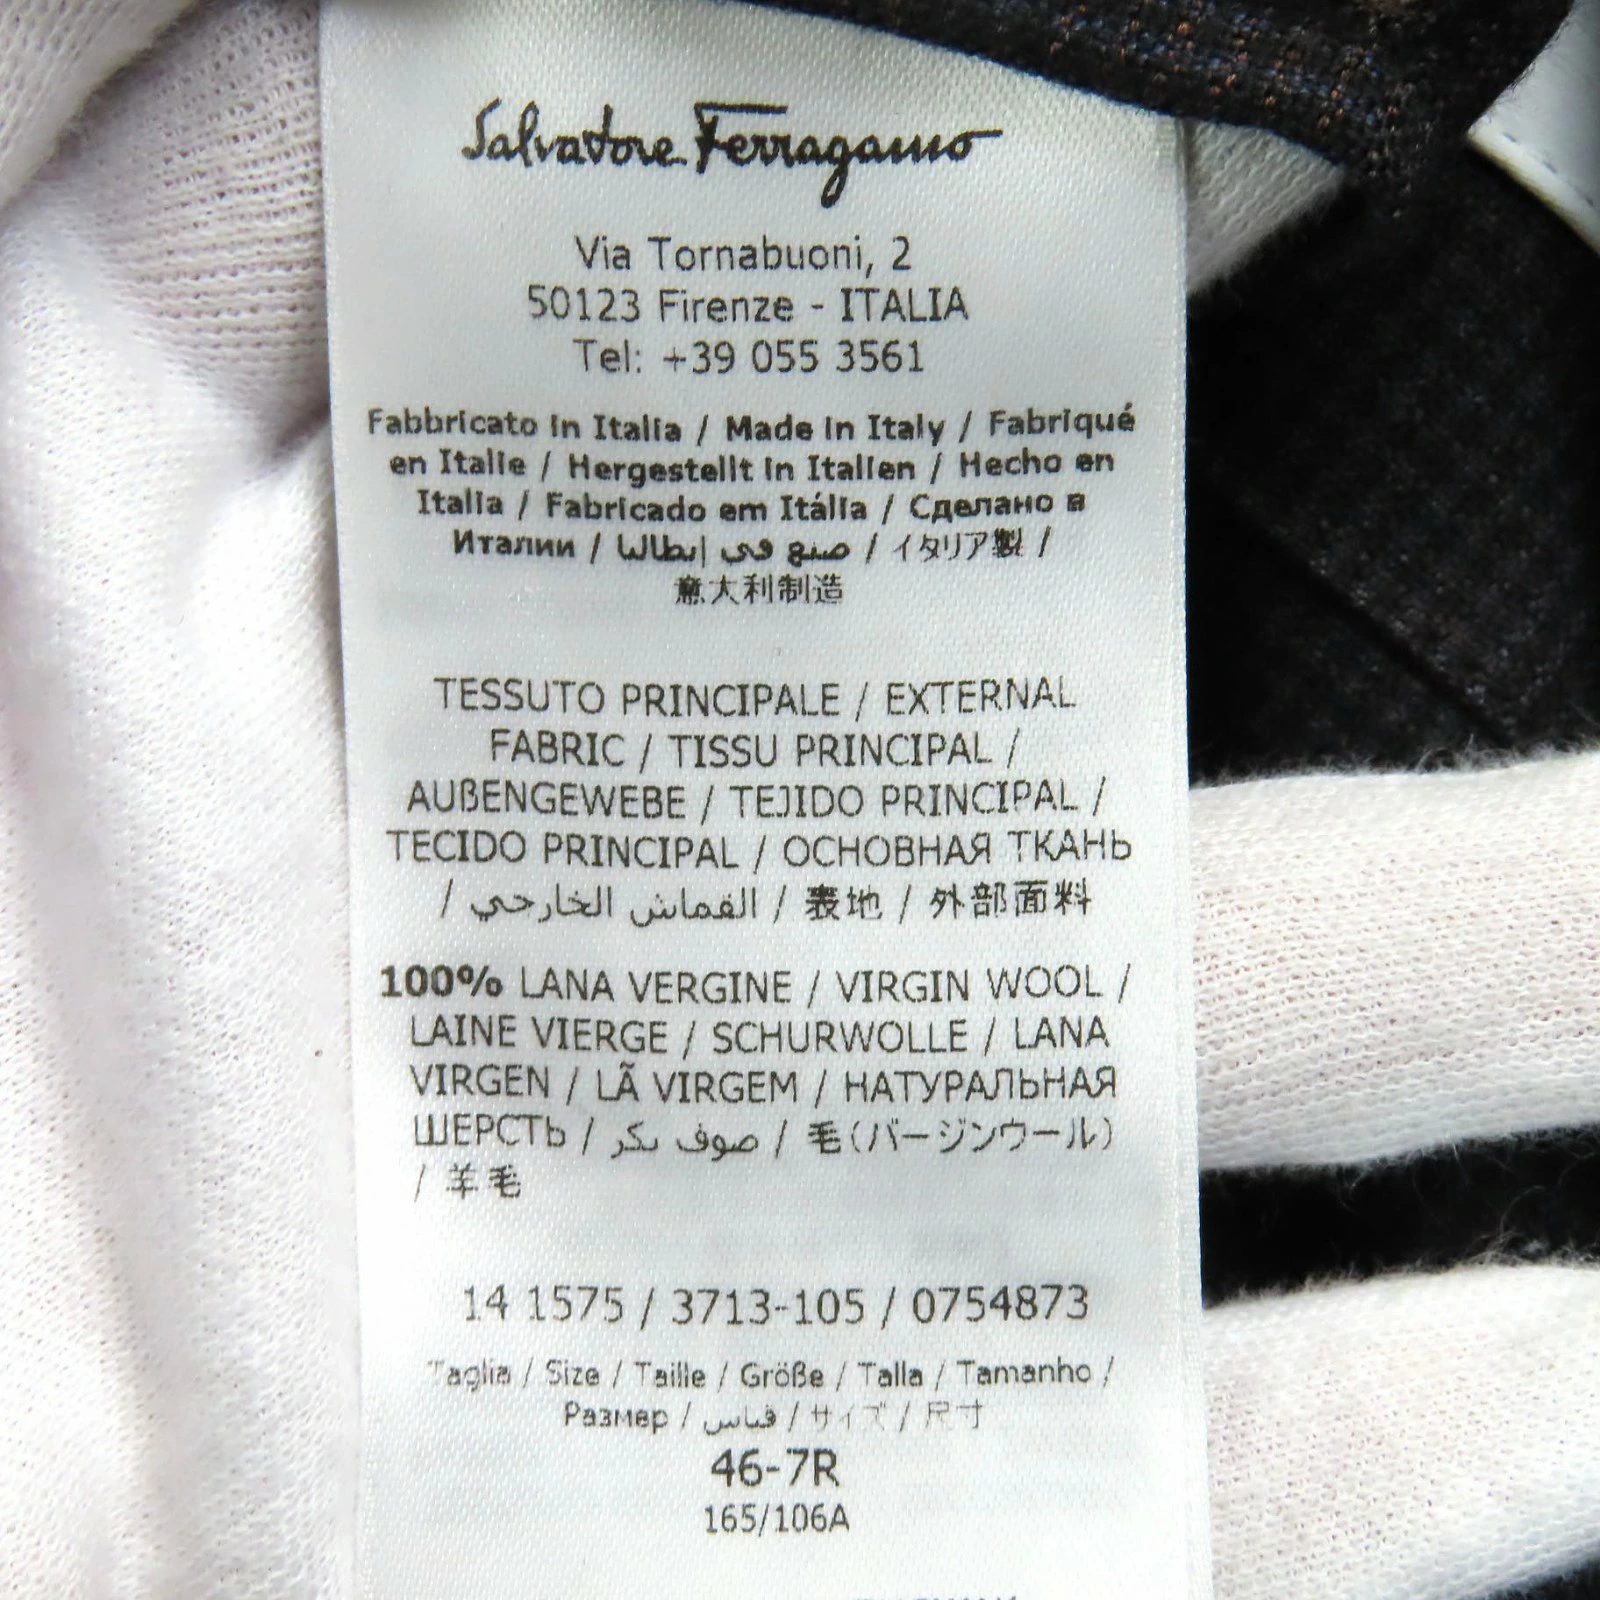 Salvatore Ferragamo
Via Tornabuoni, 2
50123 Firenze - ITALIA
Tel: +39 055 3561
Fabbricato in Italia / Made in Italy / Fabriqué
en Italie / Hergestellt in Italien / Hecho en
Italia / Fabricado em Itália / Сделано в
Италии / صنع في إيطاليا / イタリア製 /
意大利制造
TESSUTO PRINCIPALE / EXTERNAL
FABRIC / TISSU PRINCIPAL /
AUßENGEWEBE / TEJIDO PRINCIPAL /
TECIDO PRINCIPAL / ОСНОВНАЯ ТКАНЬ
/ القماش الخارجي / 表地 / 外部面料
100% LANA VERGINE / VIRGIN WOOL /
LAINE VIERGE / SCHURWOLLE / LANA
VIRGEN / LÃ VIRGEM / НАТУРАЛЬНАЯ
ШЕРСТЬ / صوف بكر / 毛(バージンウール)
/ 羊毛
14 1575 / 3713-105 / 0754873
Taglia / Size / Taille / Größe / Talla / Tamanho /
Размер / قياس / サイズ / 尺寸
46-7R
165/106A